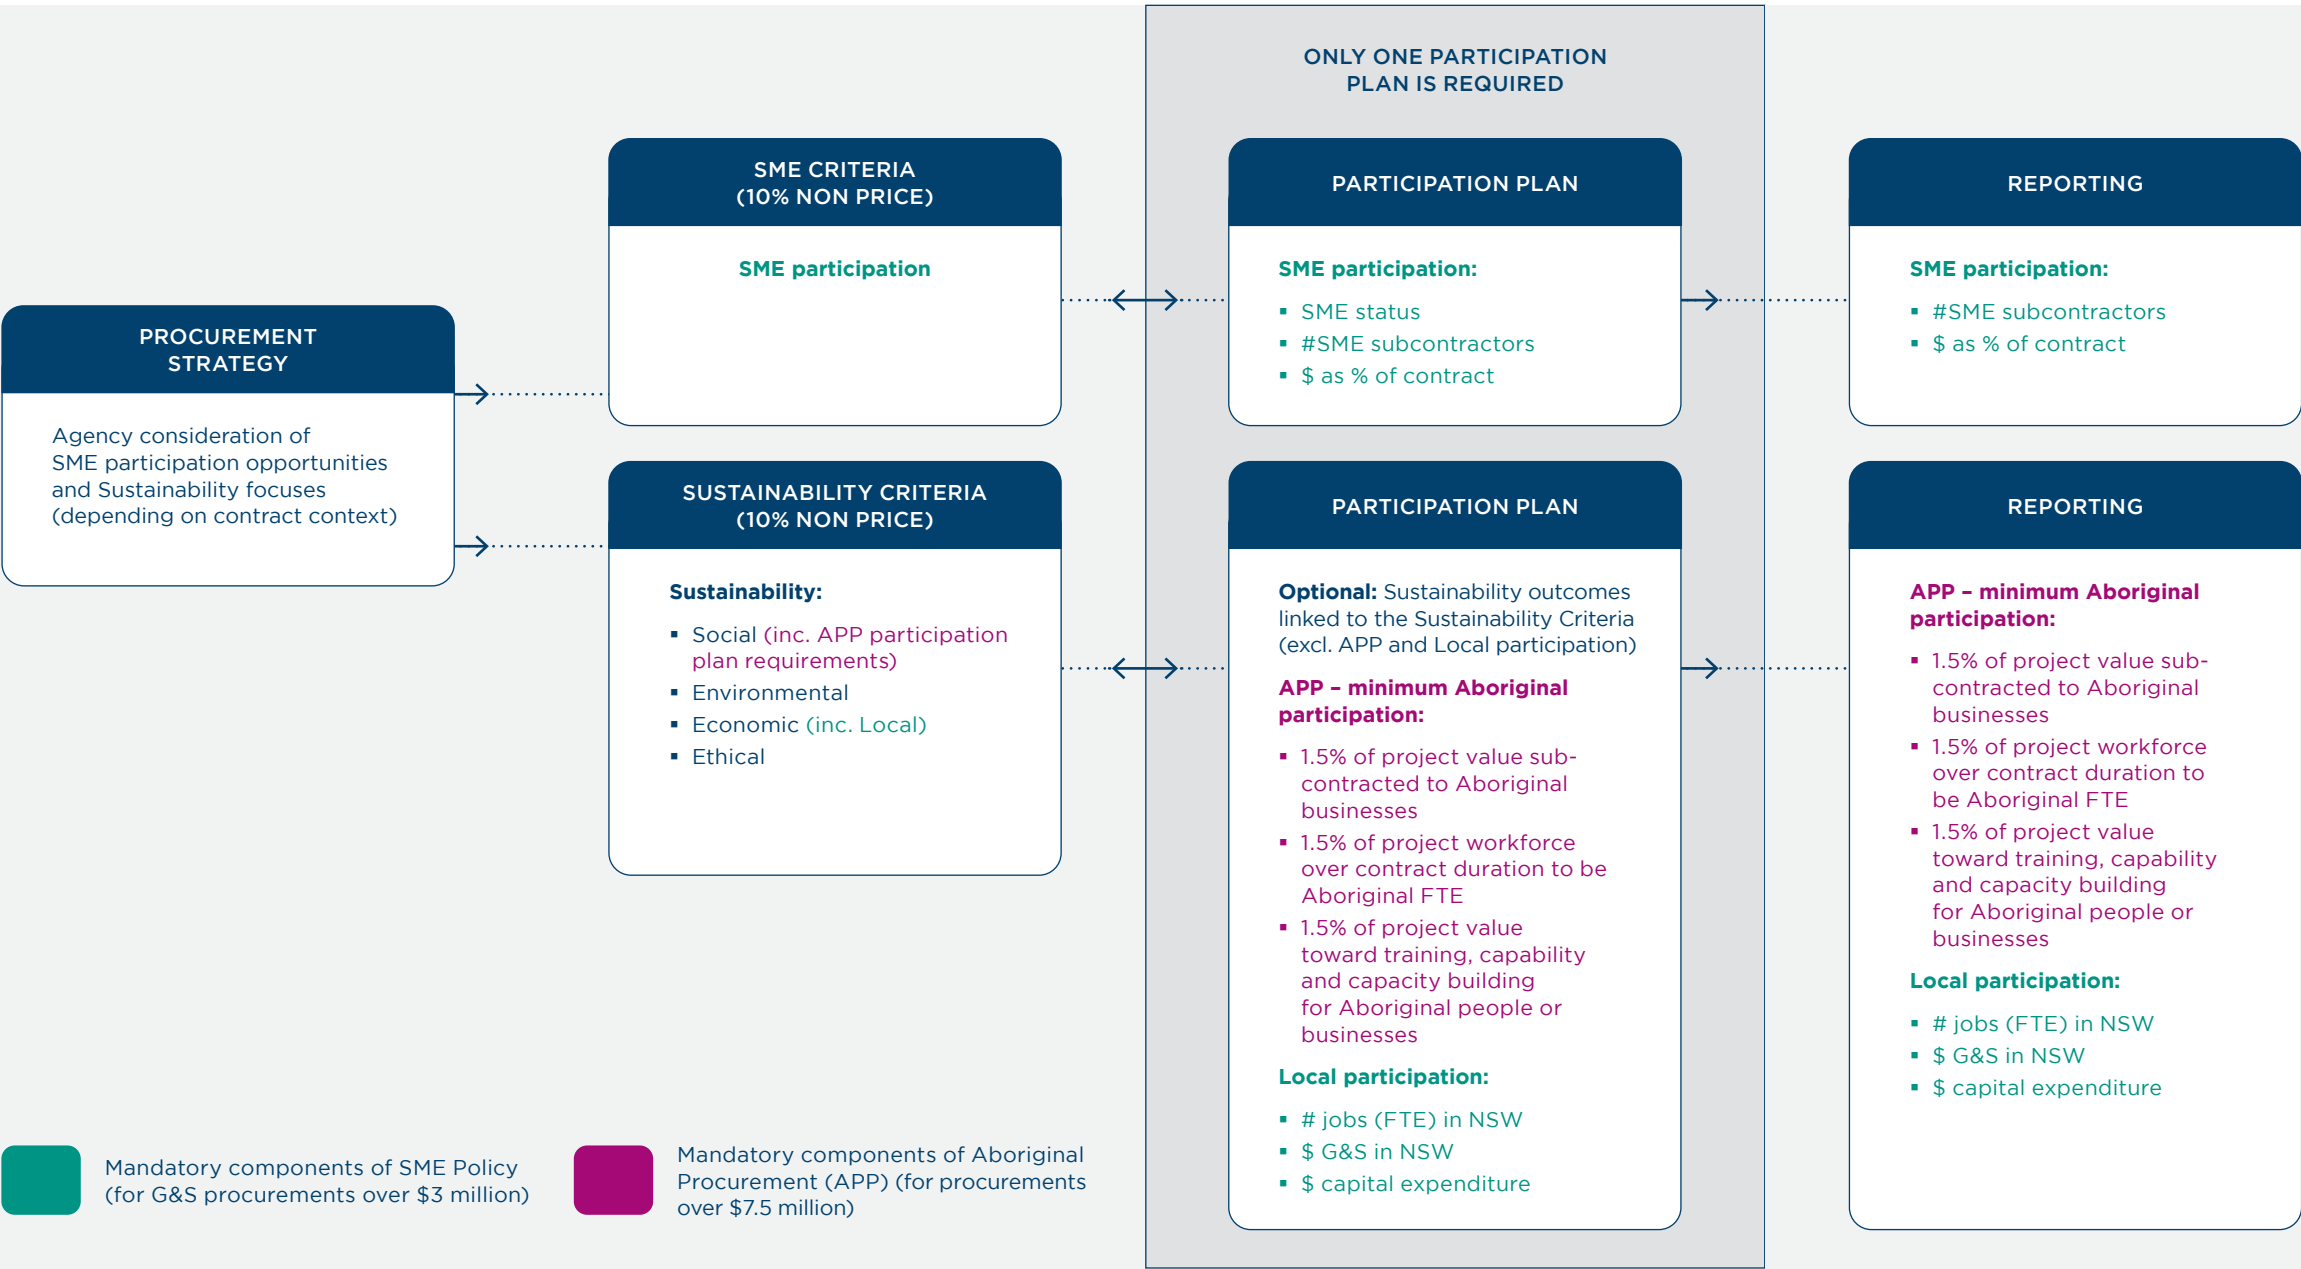 ONLY ONE PARTICIPATION
PLAN IS REQUIRED
PROCUREMENT
STRATEGY
Agency consideration of
SME participation opportunities
and Sustainability focuses
(depending on contract context)
SME CRITERIA
(10% NON PRICE)
SME participation
PARTICIPATION PLAN
SME participation:
▪ SME status
▪ #SME subcontractors
▪ $ as % of contract
REPORTING
SME participation:
▪ #SME subcontractors
▪ $ as % of contract
SUSTAINABILITY CRITERIA
(10% NON PRICE)
Sustainability:
▪ Social (inc. APP participation
plan requirements)
▪ Environmental
▪ Economic (inc. Local)
▪ Ethical
PARTICIPATION PLAN
Optional: Sustainability outcomes
linked to the Sustainability Criteria
(excl. APP and Local participation)
APP – minimum Aboriginal
participation:
▪ 1.5% of project value sub-
contracted to Aboriginal
businesses
▪ 1.5% of project workforce
over contract duration to be
Aboriginal FTE
▪ 1.5% of project value
toward training, capability
and capacity building
for Aboriginal people or
businesses
Local participation:
▪ # jobs (FTE) in NSW
▪ $ G&S in NSW
▪ $ capital expenditure
REPORTING
APP – minimum Aboriginal
participation:
▪ 1.5% of project value sub-
contracted to Aboriginal
businesses
▪ 1.5% of project workforce
over contract duration to
be Aboriginal FTE
▪ 1.5% of project value
toward training, capability
and capacity building
for Aboriginal people or
businesses
Local participation:
▪ # jobs (FTE) in NSW
▪ $ G&S in NSW
▪ $ capital expenditure
Mandatory components of SME Policy
(for G&S procurements over $3 million)
Mandatory components of Aboriginal
Procurement (APP) (for procurements
over $7.5 million)